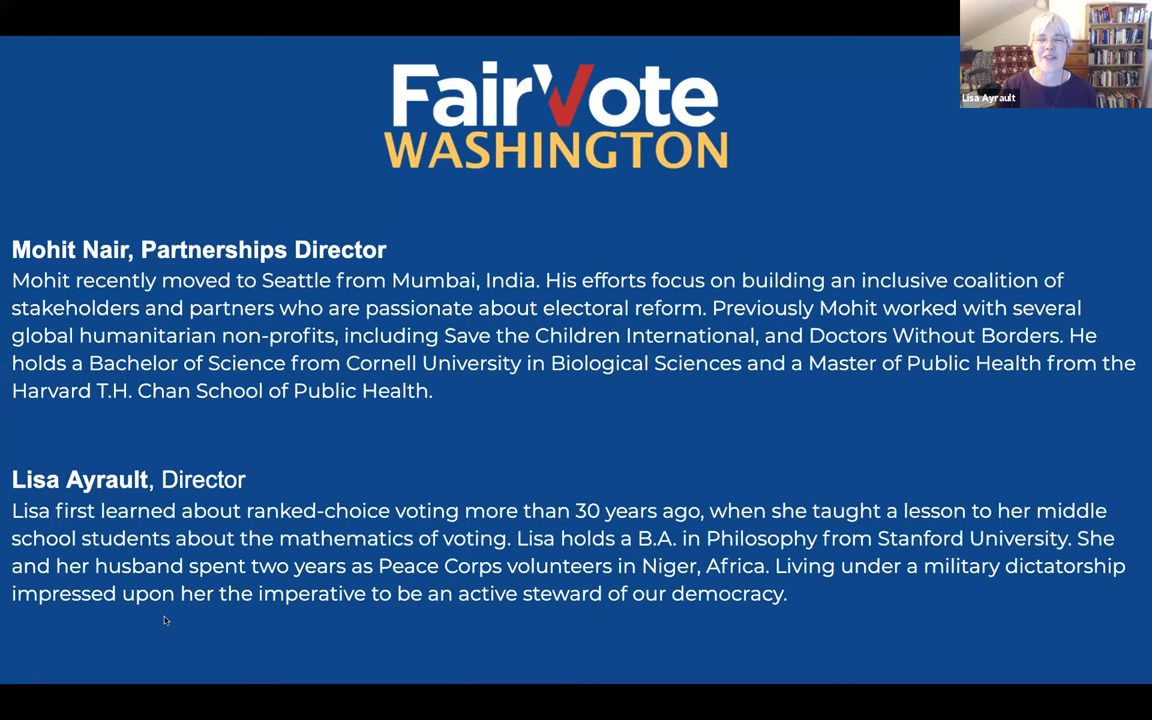 FairVote
WASHINGTON
Lisa Ayrault
Mohit Nair, Partnerships Director
Mohit recently moved to Seattle from Mumbai, India. His efforts focus on building an inclusive coalition of
stakeholders and partners who are passionate about electoral reform. Previously Mohit worked with several
global humanitarian non-profits, including Save the Children International, and Doctors Without Borders. He
holds a Bachelor of Science from Cornell University in Biological Sciences and a Master of Public Health from the
Harvard T.H. Chan School of Public Health.
Lisa Ayrault, Director
Lisa first learned about ranked-choice voting more than 30 years ago, when she taught a lesson to her middle
school students about the mathematics of voting. Lisa holds a B.A. in Philosophy from Stanford University. She
and her husband spent two years as Peace Corps volunteers in Niger, Africa. Living under a military dictatorship
impressed upon her the imperative to be an active steward of our democracy.